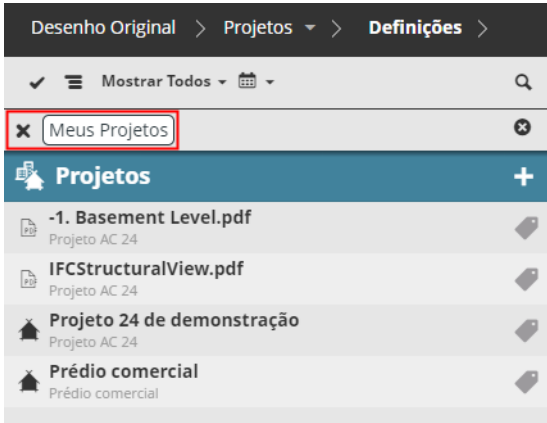 Desenho Original > Projetos > Definições >
Mostrar Todos
Meus Projetos
Projetos
-1. Basement Level.pdf
Projeto AC 24
IFCStructuralView.pdf
Projeto AC 24
Projeto 24 de demonstração
Projeto AC 24
Prédio comercial
Prédio comercial